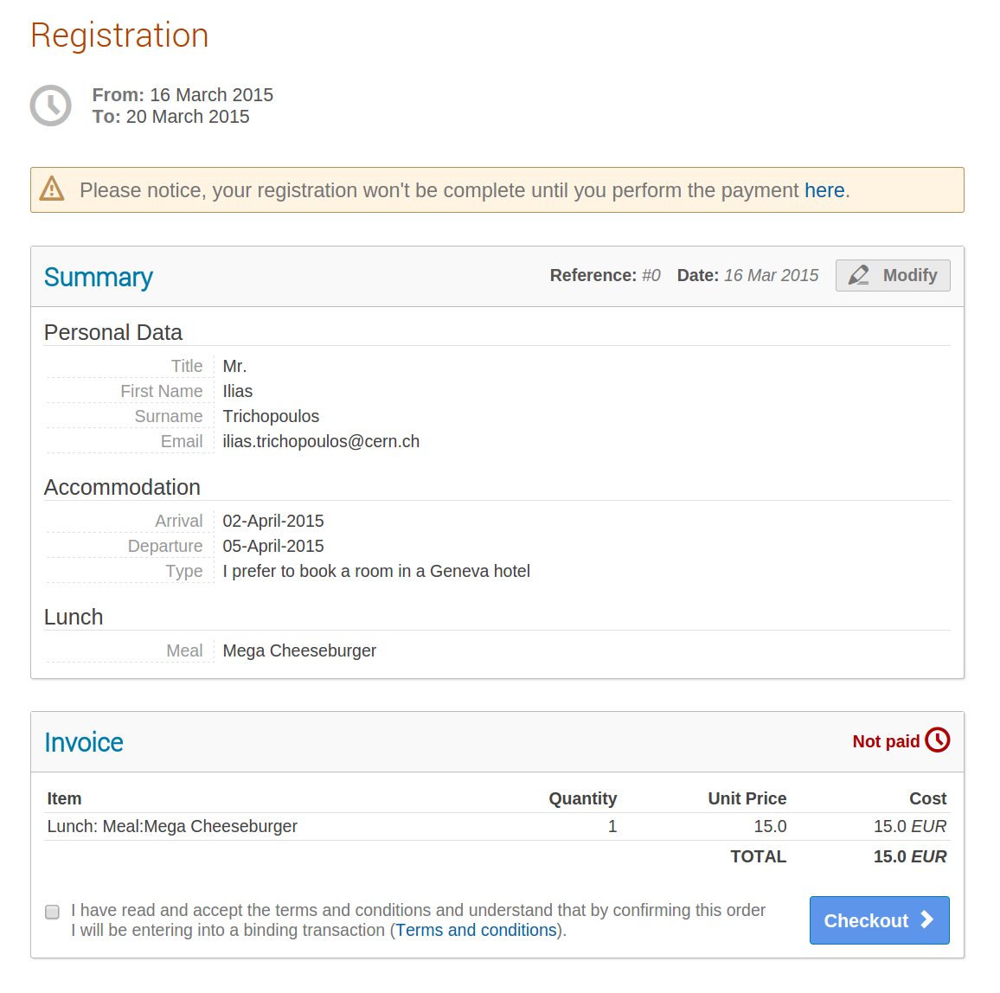 Registration
From: 16 March 2015
To: 20 March 2015
Please notice, your registration won't be complete until you perform the payment here.
Summary
Reference: #0 Date: 16 Mar 2015 Modify
Personal Data
Title Mr.
First Name Ilias
Surname Trichopoulos
Email ilias.trichopoulos@cern.ch
Accommodation
Arrival 02-April-2015
Departure 05-April-2015
Type I prefer to book a room in a Geneva hotel
Lunch
Meal Mega Cheeseburger
Invoice
Not paid
Item Quantity Unit Price Cost
Lunch: Meal:Mega Cheeseburger 1 15.0 15.0 EUR
TOTAL 15.0 EUR
I have read and accept the terms and conditions and understand that by confirming this order
I will be entering into a binding transaction (Terms and conditions).
Checkout